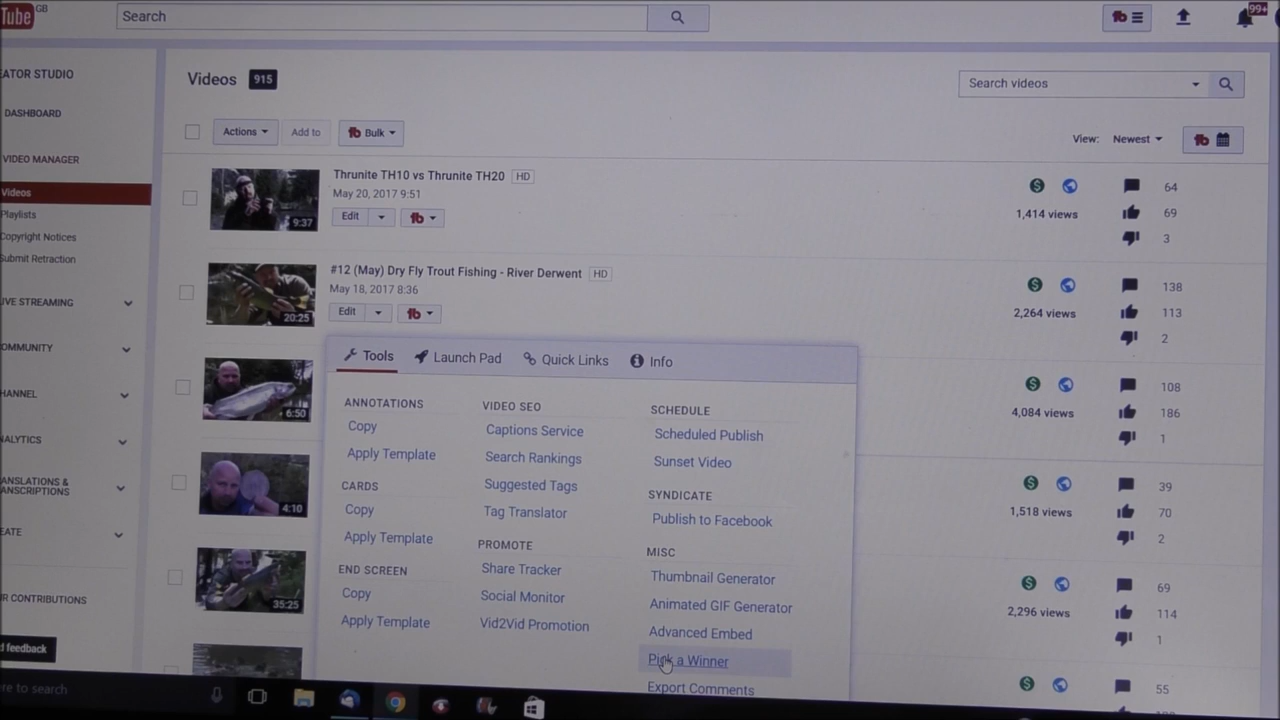 Tube GB
Search
99+
EATOR STUDIO
DASHBOARD
VIDEO MANAGER
Videos
Playlists
Copyright Notices
Submit Retraction
IVE STREAMING
OMMUNITY
HANNEL
NALYTICS
ANSLATIONS &
ANSCRIPTIONS
EATE
UR CONTRIBUTIONS
d feedback
Videos 915
Search videos
Actions
Add to
Bulk
View: Newest
Thrunite TH10 vs Thrunite TH20 HD
May 20, 2017 9:51
Edit
9:37
1,414 views
64
69
3
#12 (May) Dry Fly Trout Fishing - River Derwent HD
May 18, 2017 8:36
Edit
20:25
2,264 views
138
113
2
6:50
4,084 views
108
186
1
4:10
1,518 views
39
70
2
35:25
2,296 views
69
114
1
55
Tools
Launch Pad
Quick Links
Info
ANNOTATIONS
Copy
Apply Template
CARDS
Copy
Apply Template
END SCREEN
Copy
Apply Template
VIDEO SEO
Captions Service
Search Rankings
Suggested Tags
Tag Translator
PROMOTE
Share Tracker
Social Monitor
Vid2Vid Promotion
SCHEDULE
Scheduled Publish
Sunset Video
SYNDICATE
Publish to Facebook
MISC
Thumbnail Generator
Animated GIF Generator
Advanced Embed
Pick a Winner
Export Comments
re to search